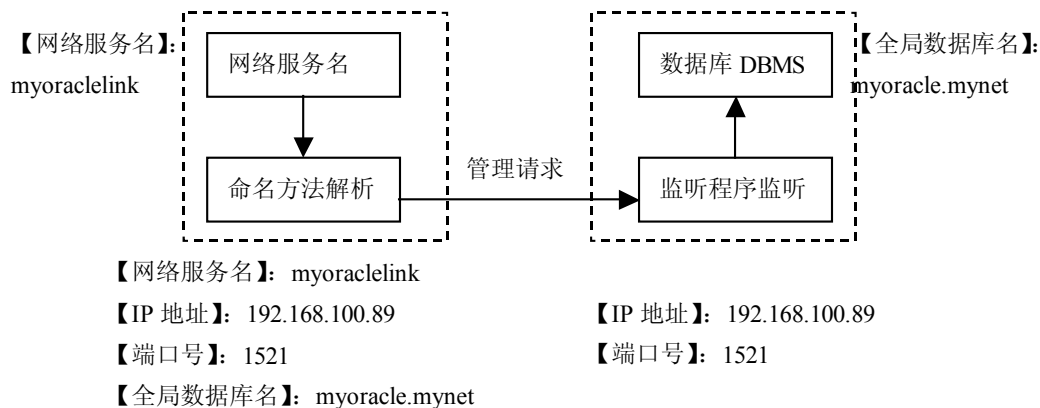 【网络服务名】：
myoraclelink
网络服务名
命名方法解析
管理请求
数据库 DBMS
监听程序监听
【全局数据库名】：
myoracle.mynet
【网络服务名】：myoraclelink
【IP 地址】：192.168.100.89
【端口号】：1521
【全局数据库名】：myoracle.mynet
【IP 地址】：192.168.100.89
【端口号】：1521